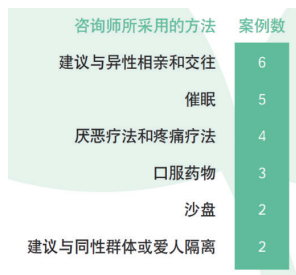 咨询师所采用的方法 案例数
建议与异性相亲和交往 6
催眠 5
厌恶疗法和疼痛疗法 4
口服药物 3
沙盘 2
建议与同性群体或爱人隔离 2